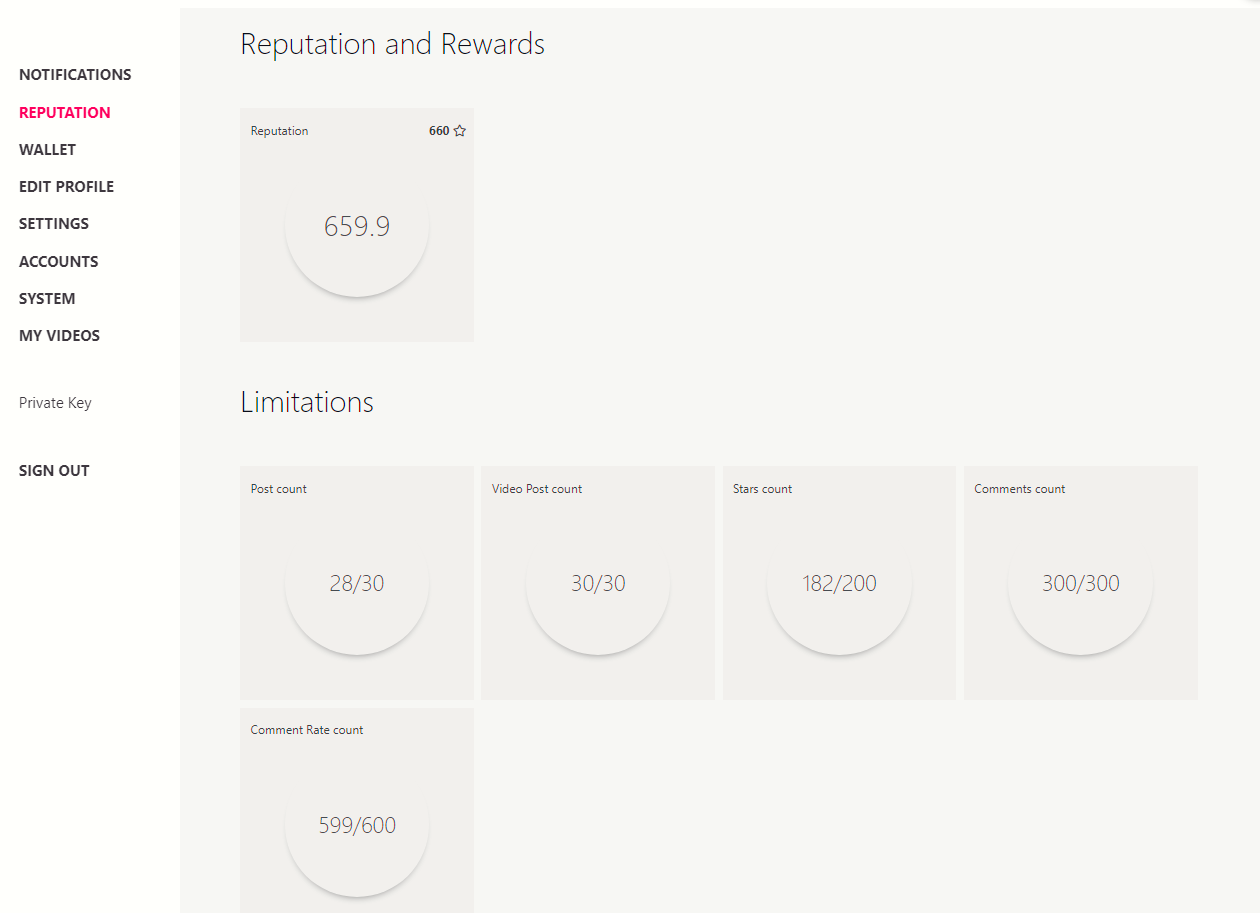 Reputation and Rewards
NOTIFICATIONS
REPUTATION
WALLET
EDIT PROFILE
SETTINGS
ACCOUNTS
SYSTEM
MY VIDEOS
Private Key
SIGN OUT
Reputation 660
659.9
Limitations
Post count
28/30
Video Post count
30/30
Stars count
182/200
Comments count
300/300
Comment Rate count
599/600